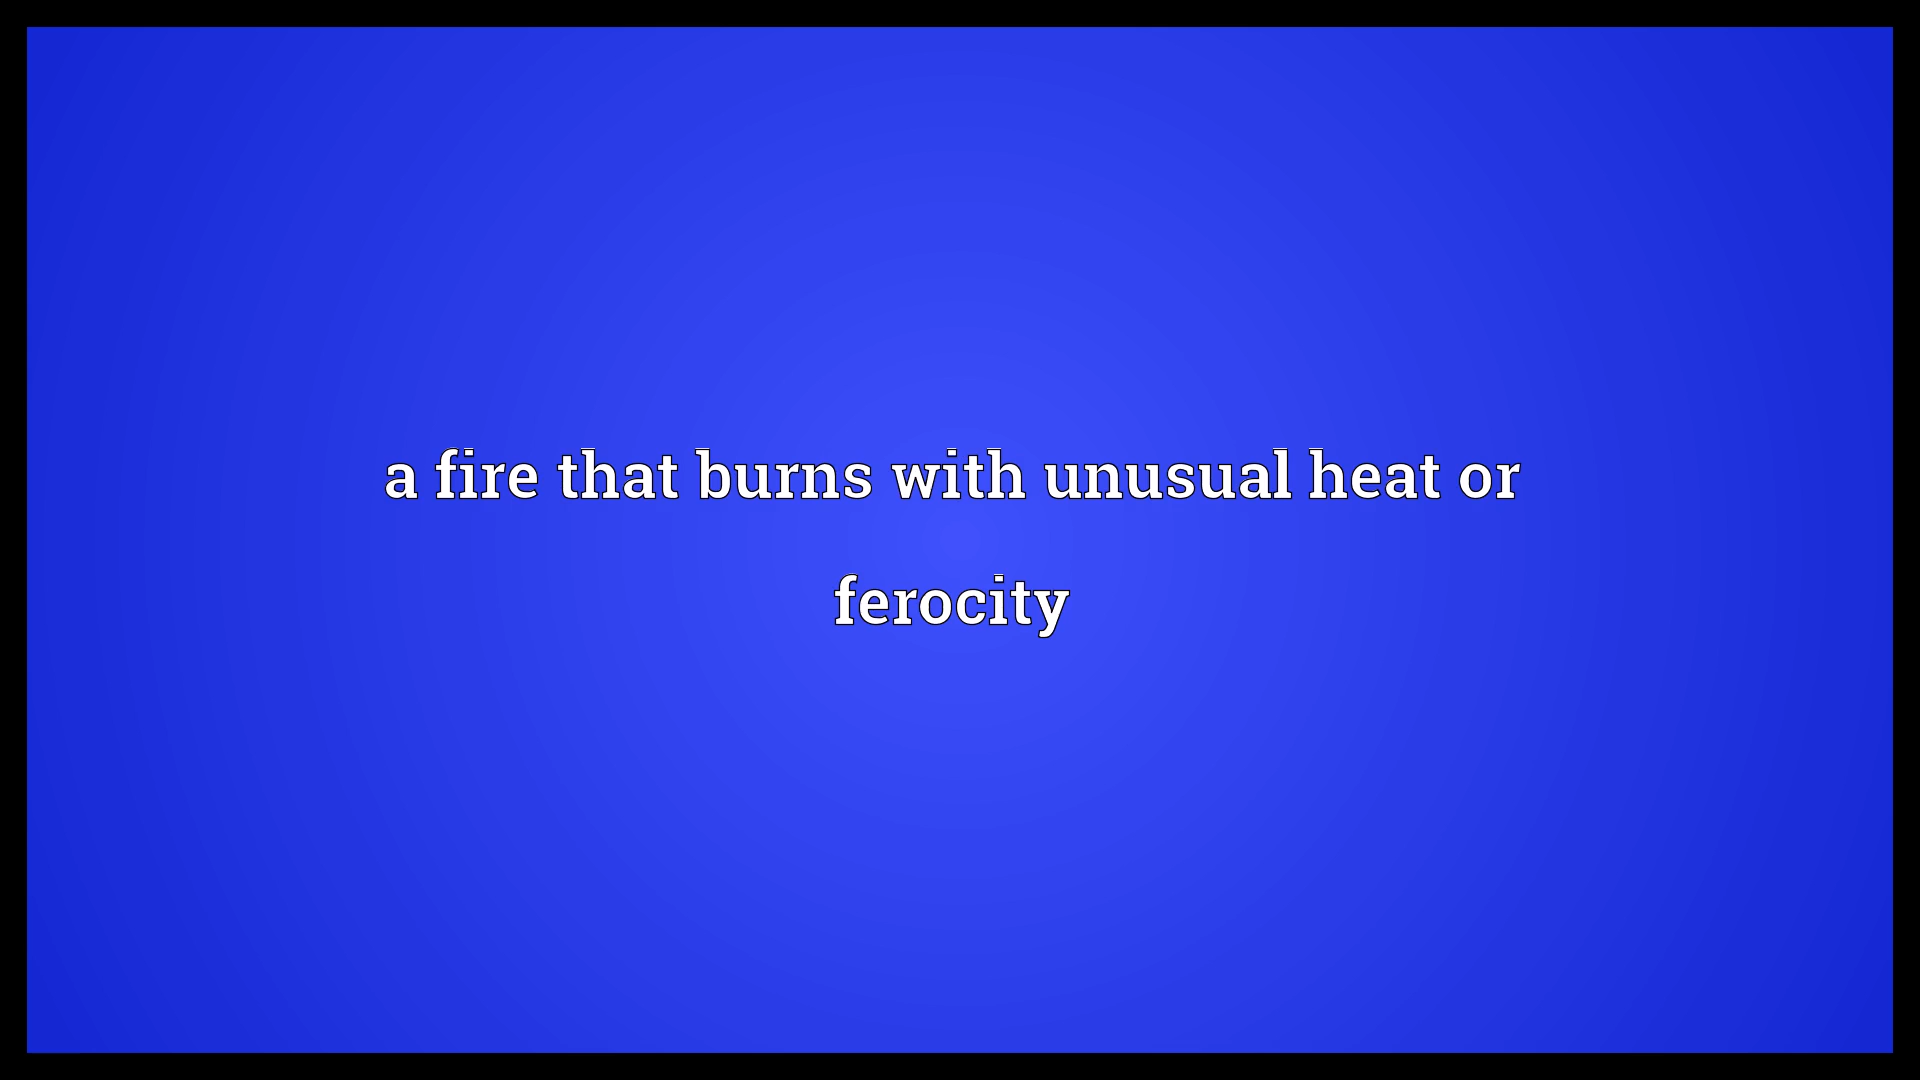 a fire that burns with unusual heat or
ferocity